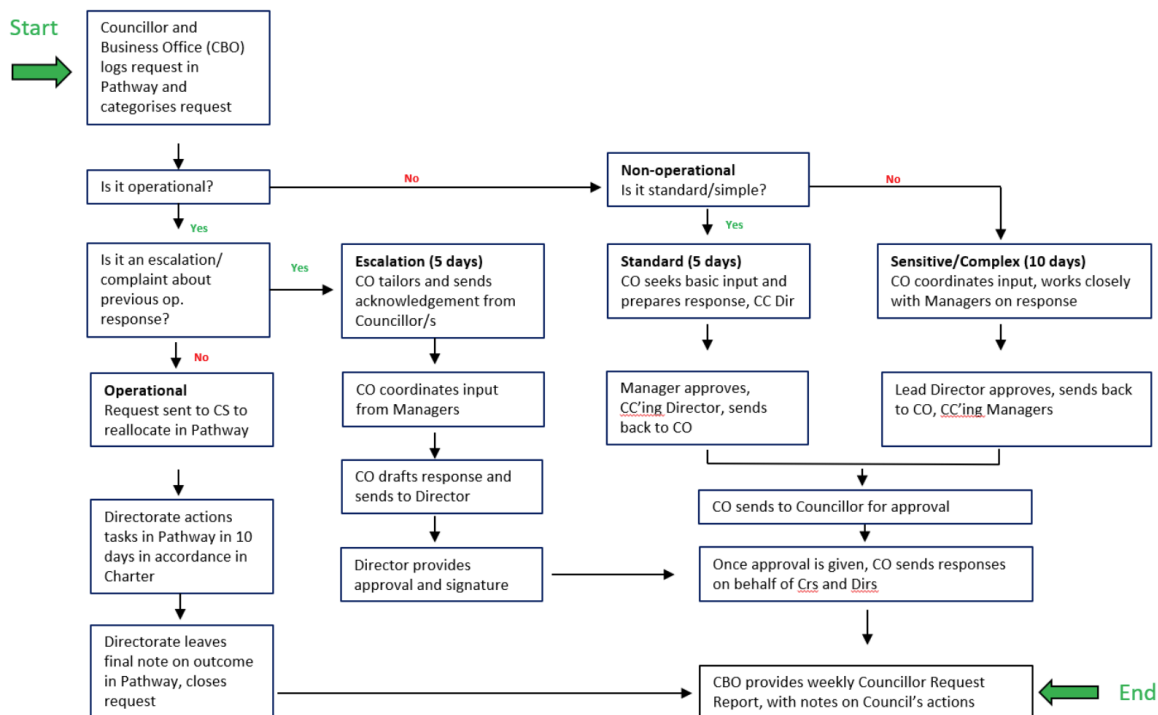 Start
Councillor and
Business Office (CBO)
logs request in
Pathway and
categorises request
Is it operational?
No
Non-operational
Is it standard/simple?
No
Yes
Yes
Is it an escalation/
complaint about
previous op.
response?
Yes
Escalation (5 days)
CO tailors and sends
acknowledgement from
Councillor/s
Standard (5 days)
CO seeks basic input and
prepares response, CC Dir
Sensitive/Complex (10 days)
CO coordinates input, works closely
with Managers on response
No
Operational
Request sent to CS to
reallocate in Pathway
CO coordinates input
from Managers
Manager approves,
CC'ing Director, sends
back to CO
Lead Director approves, sends back
to CO, CC'ing Managers
CO drafts response and
sends to Director
CO sends to Councillor for approval
Directorate actions
tasks in Pathway in 10
days in accordance in
Charter
Director provides
approval and signature
Once approval is given, CO sends responses
on behalf of Crs and Dirs
Directorate leaves
final note on outcome
in Pathway, closes
request
CBO provides weekly Councillor Request
Report, with notes on Council's actions
End